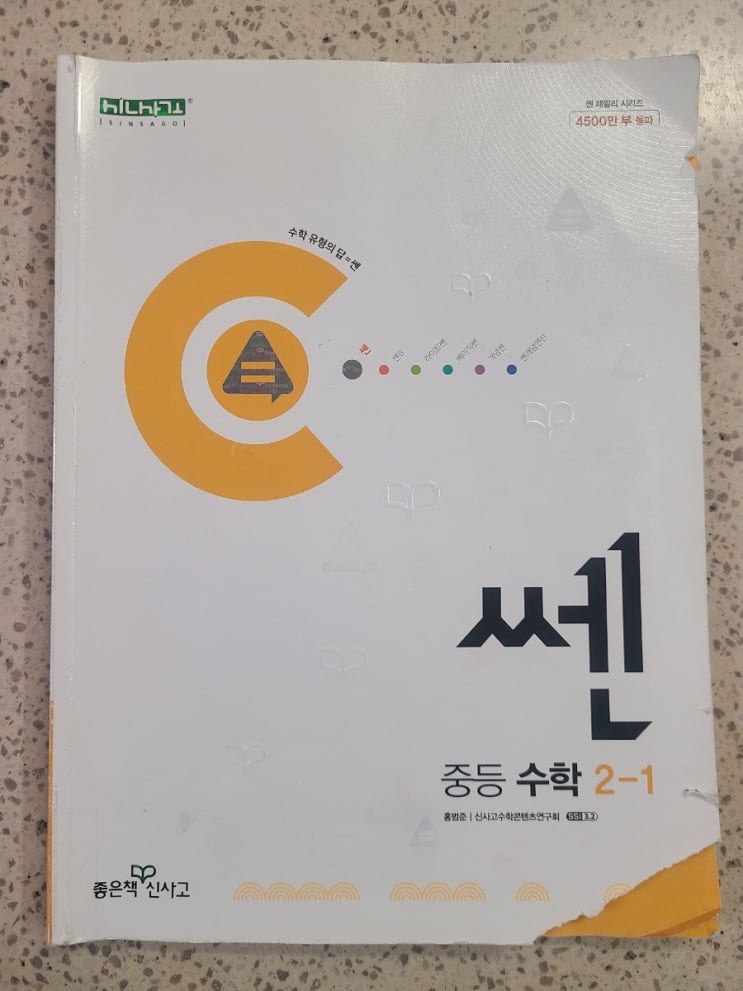 신사고
SINSAGO
쎈 패밀리 시리즈
4500만 부 돌파
수학 유형의 답=쎈
쎈
쎈B
라이트쎈
베이직쎈
개념쎈
쎈개념연산
쎈
중등 수학 2-1
홍범준 | 신사고수학콘텐츠연구회 SSI 3.2
좋은책 신사고